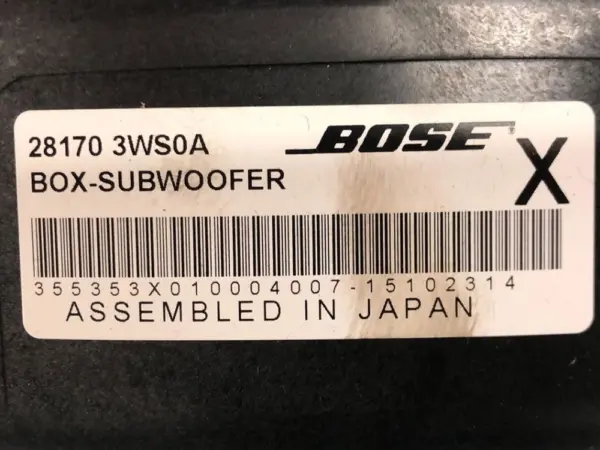 28170 3WS0A
BOSE
BOX-SUBWOOFER
X
355353X010004007-15102314
ASSEMBLED IN JAPAN